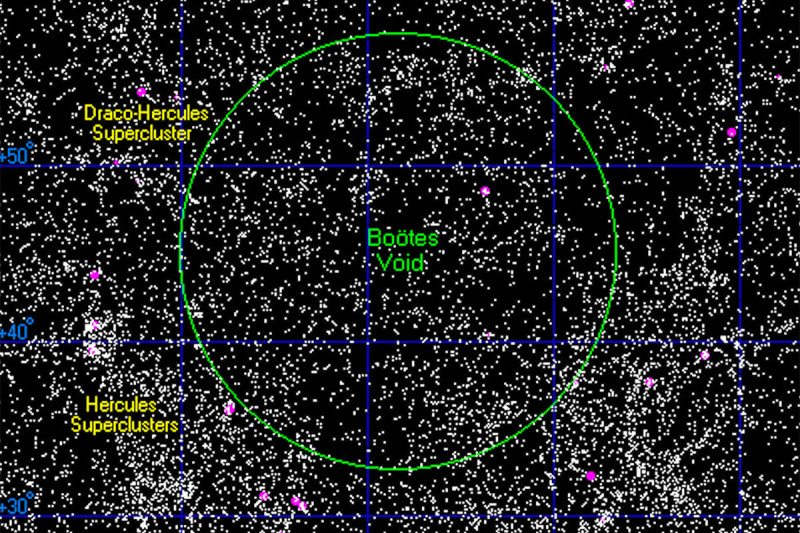 Draco-Hercules
Supercluster
+50°
Boötes
Void
+40°
Hercules
Superclusters
+30°